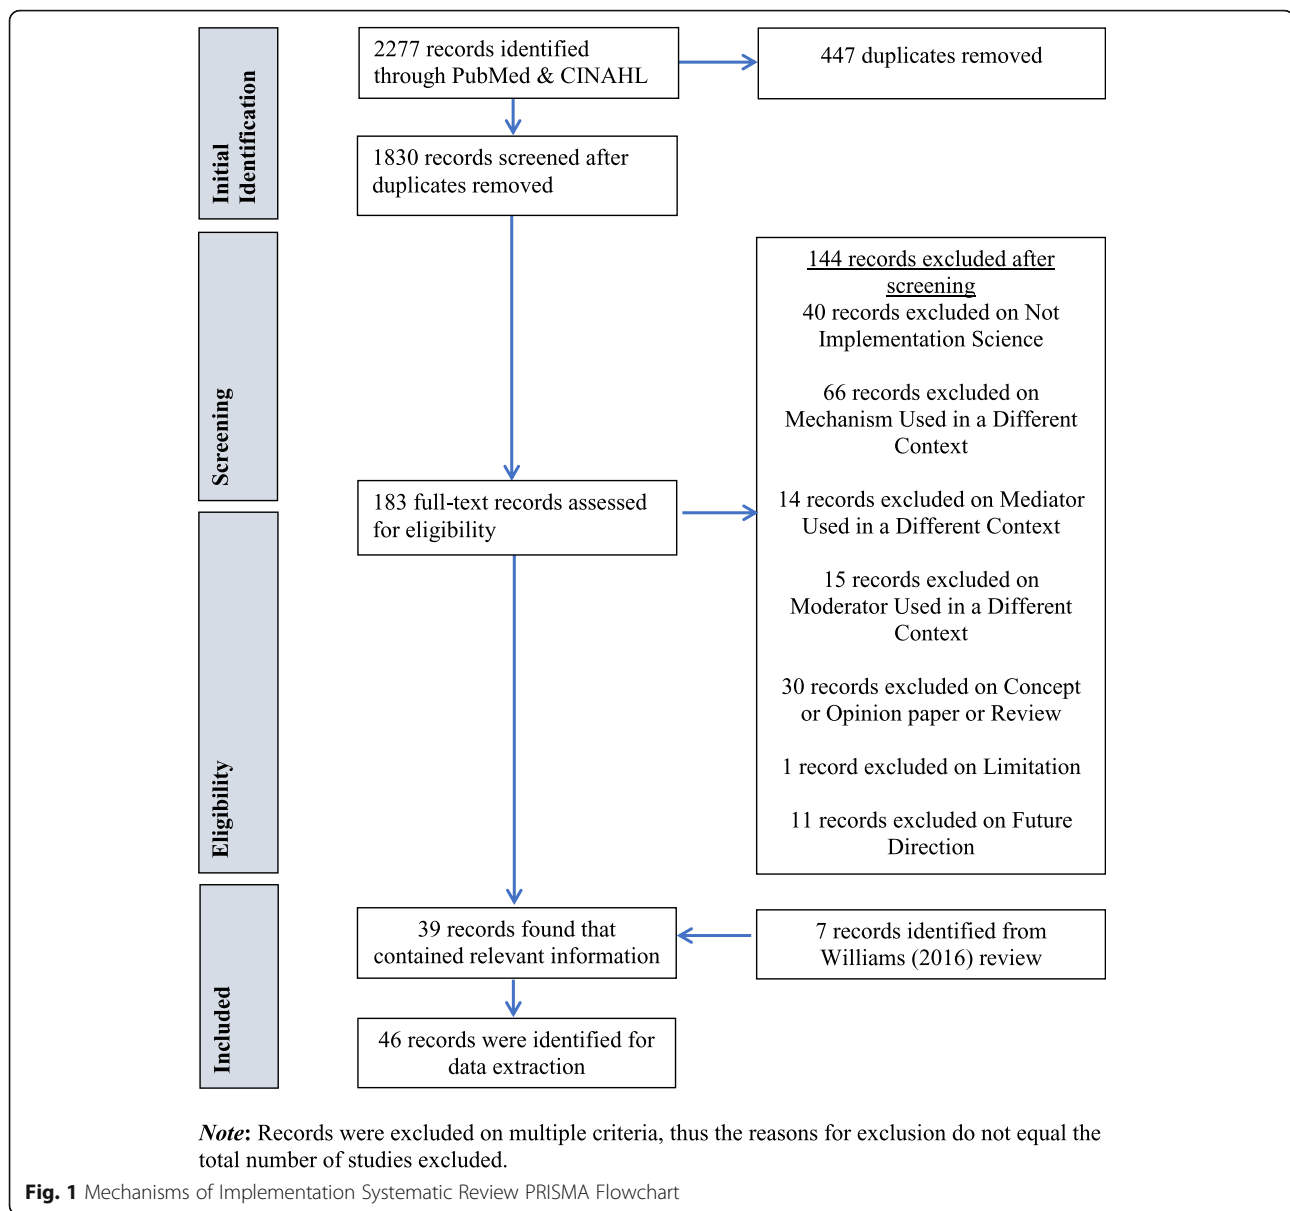 Initial
Identification
2277 records identified
through PubMed & CINAHL
447 duplicates removed
1830 records screened after
duplicates removed
Screening
144 records excluded after
screening
40 records excluded on Not
Implementation Science
66 records excluded on
Mechanism Used in a Different
Context
14 records excluded on Mediator
Used in a Different Context
15 records excluded on
Moderator Used in a Different
Context
30 records excluded on Concept
or Opinion paper or Review
1 record excluded on Limitation
11 records excluded on Future
Direction
183 full-text records assessed
for eligibility
Eligibility
Included
39 records found that
contained relevant information
7 records identified from
Williams (2016) review
46 records were identified for
data extraction
Note: Records were excluded on multiple criteria, thus the reasons for exclusion do not equal the
total number of studies excluded.
Fig. 1 Mechanisms of Implementation Systematic Review PRISMA Flowchart